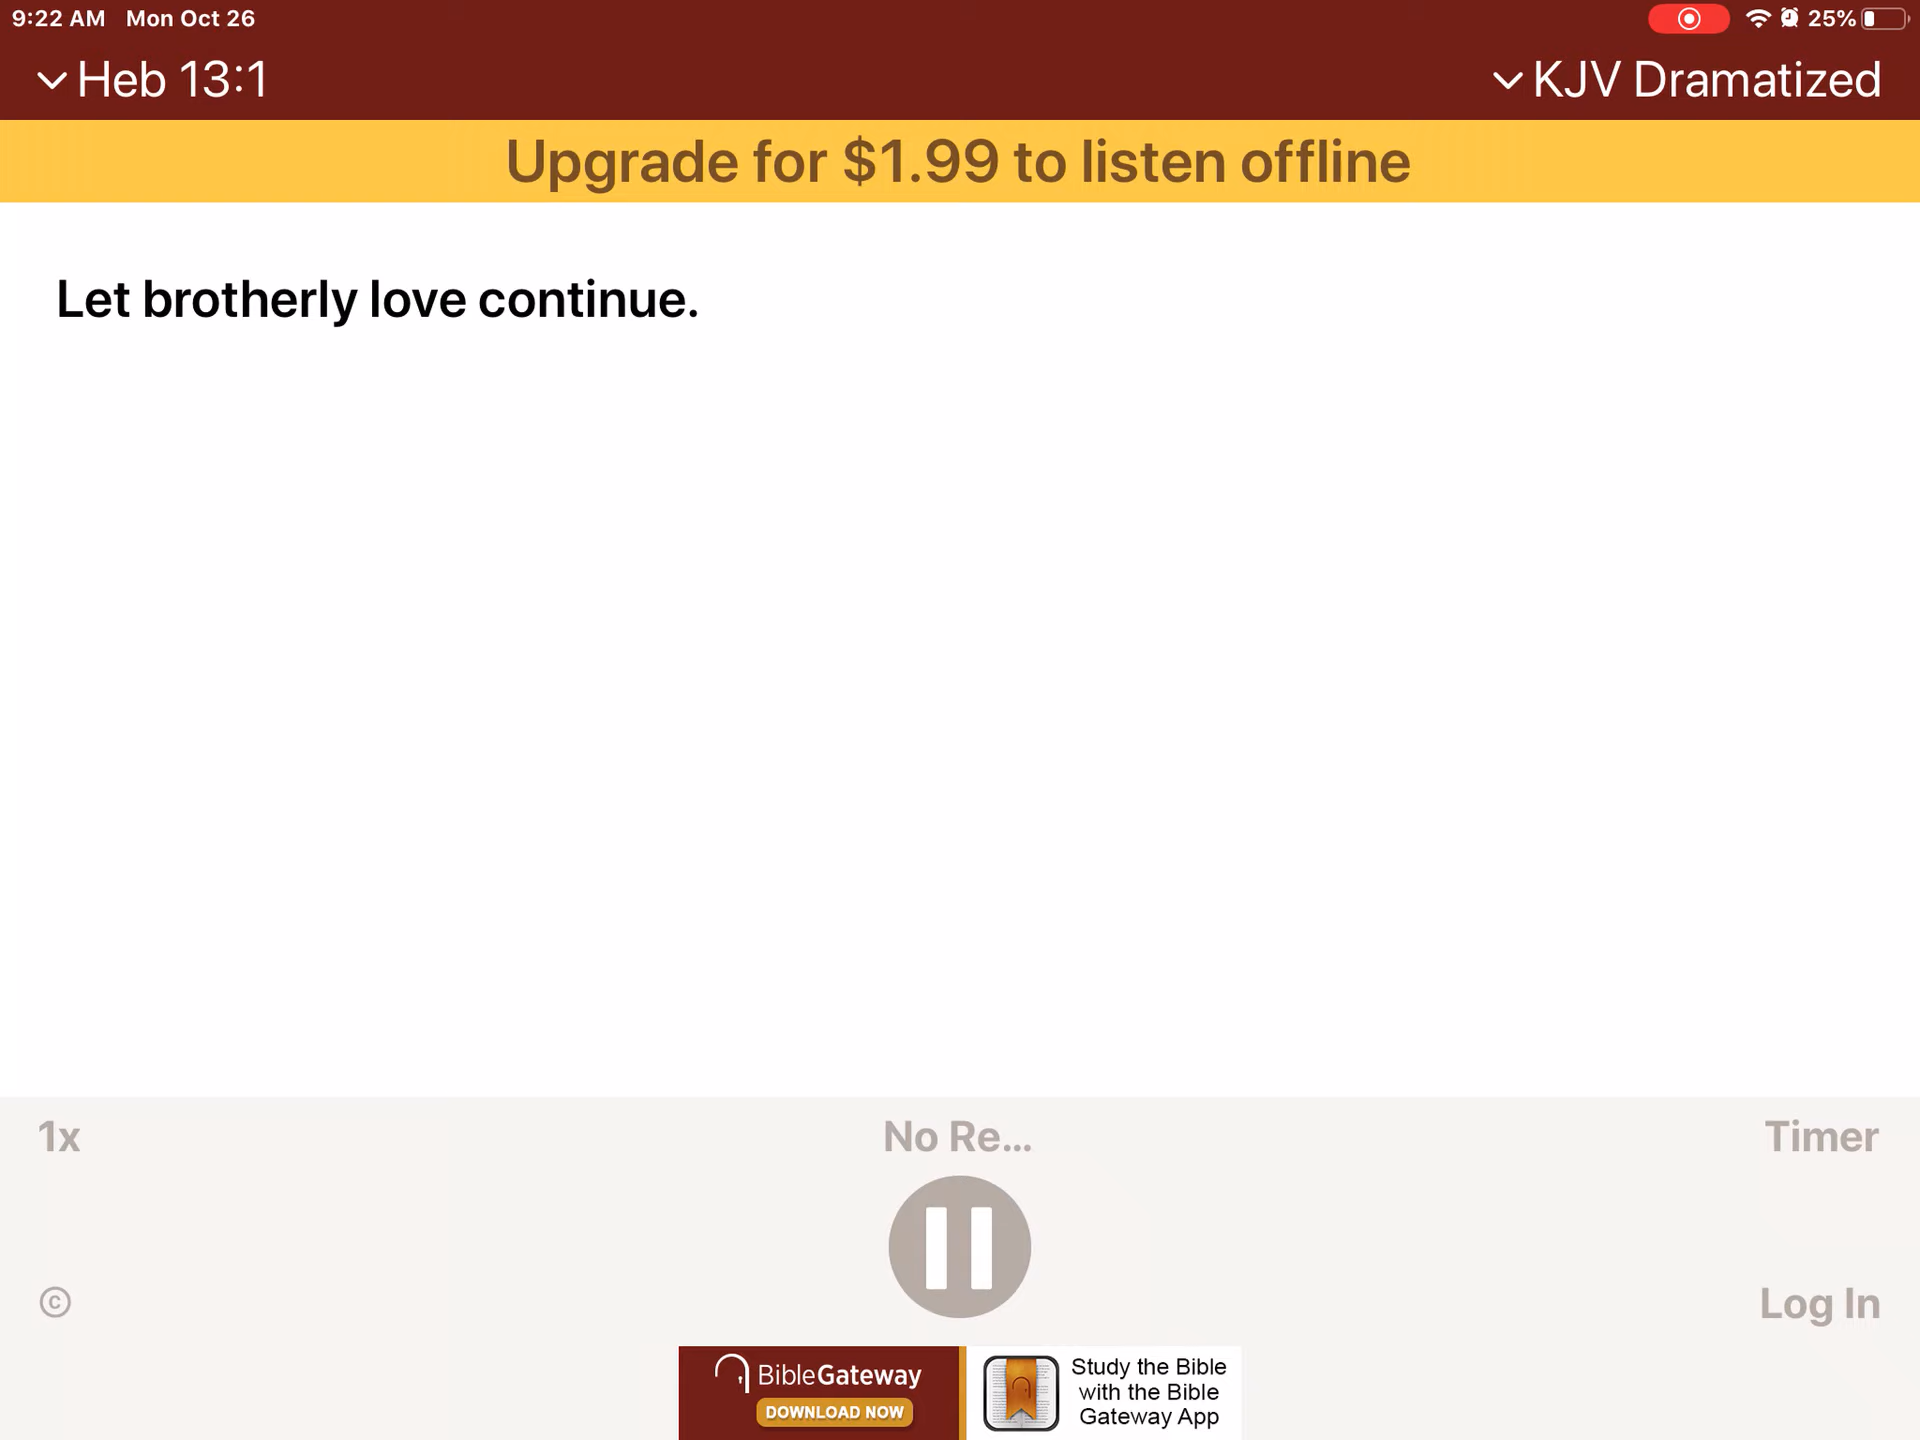 9:22 AM Mon Oct 26 25%
Heb 13:1 KJV Dramatized
Upgrade for $1.99 to listen offline
Let brotherly love continue.
1x No Re... Timer
© Log In
BibleGateway
DOWNLOAD NOW
Study the Bible
with the Bible
Gateway App